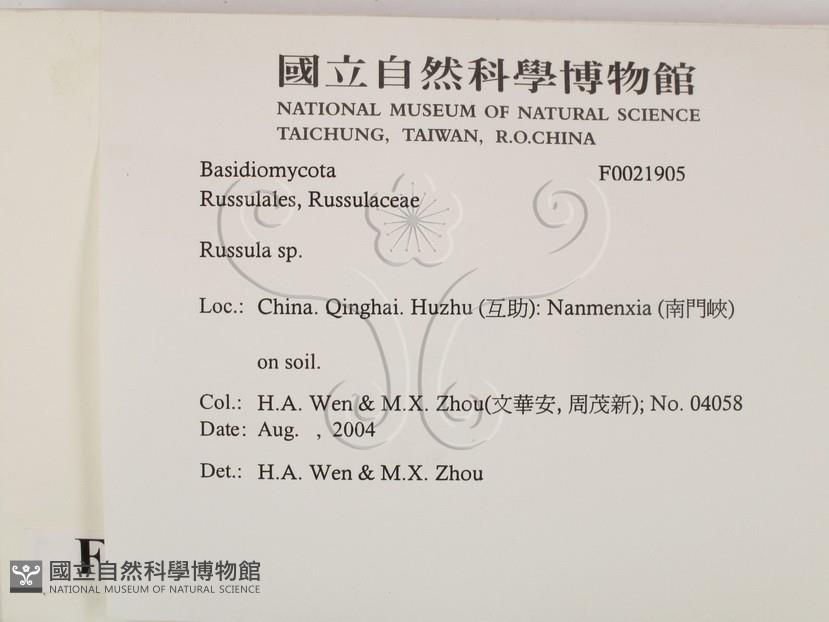 國立自然科學博物館
NATIONAL MUSEUM OF NATURAL SCIENCE
TAICHUNG, TAIWAN, R.O.CHINA
Basidiomycota F0021905
Russulales, Russulaceae
Russula sp.
Loc.: China. Qinghai. Huzhu (互助): Nanmenxia (南門峽)
on soil.
Col.: H.A. Wen & M.X. Zhou(文華安, 周茂新); No. 04058
Date: Aug. , 2004
Det.: H.A. Wen & M.X. Zhou
F
國立自然科學博物館
NATIONAL MUSEUM OF NATURAL SCIENCE